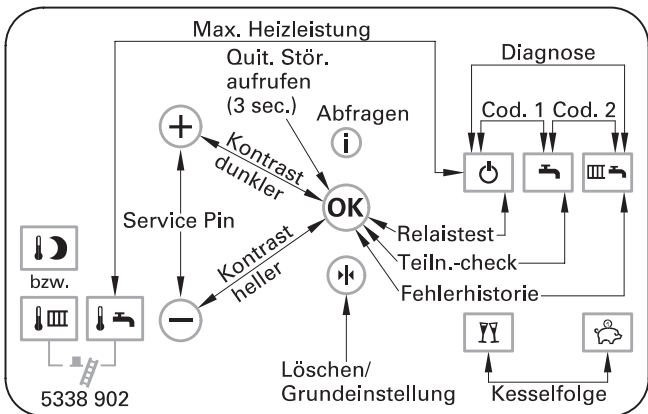 Max. Heizleistung
Quit. Stör.
aufrufen
(3 sec.)
Abfragen
i
Diagnose
Cod. 1
Cod. 2
+
Kontrast
dunkler
OK
Service Pin
Kontrast
heller
Relaistest
Teiln.-check
Fehlerhistorie
bzw.
Löschen/
Grundeinstellung
Kesselfolge
5338 902